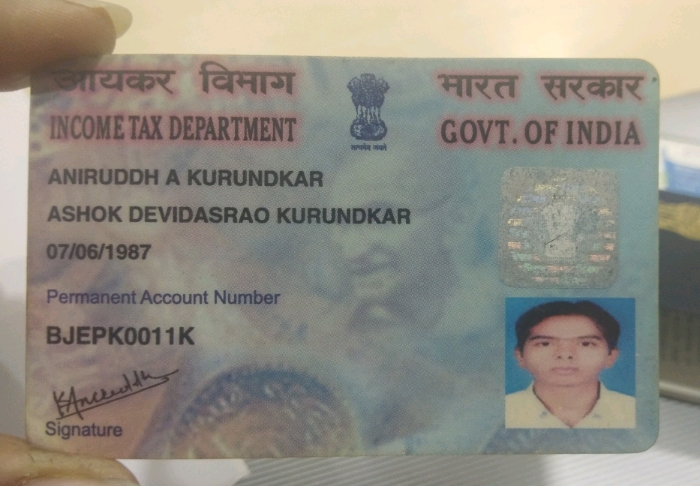 आयकर विभाग
INCOME TAX DEPARTMENT
भारत सरकार
GOVT. OF INDIA
सत्यमेव जयते
ANIRUDDH A KURUNDKAR
ASHOK DEVIDASRAO KURUNDKAR
07/06/1987
Permanent Account Number
BJEPK0011K
Signature